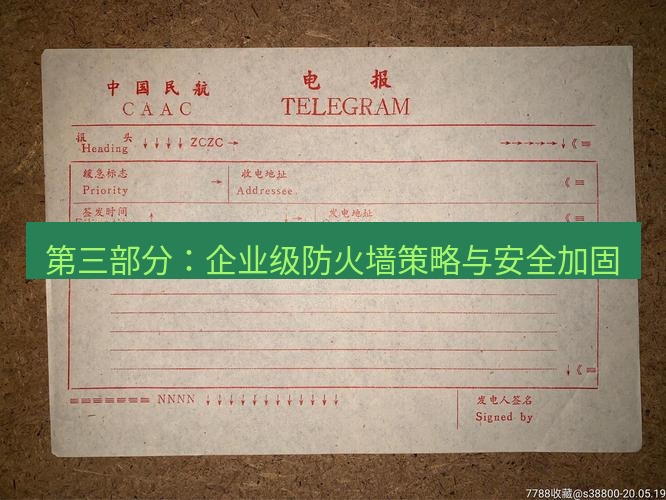 中国民航 电报
CAAC TELEGRAM
报头 ZCZC→
Heading →→→→→↓《≡
缓急标志 → 收电地址
Priority Addressee 《≡
签发时间 发电地址
第三部分：企业级防火墙策略与安全加固
↓《≡
≡≡≡≡≡≡≡ NNNN ↓↓↓↓↓↓↓↓↓↓↓↓ 发电人签名
Signed by
7788收藏@s38800-20.05.19